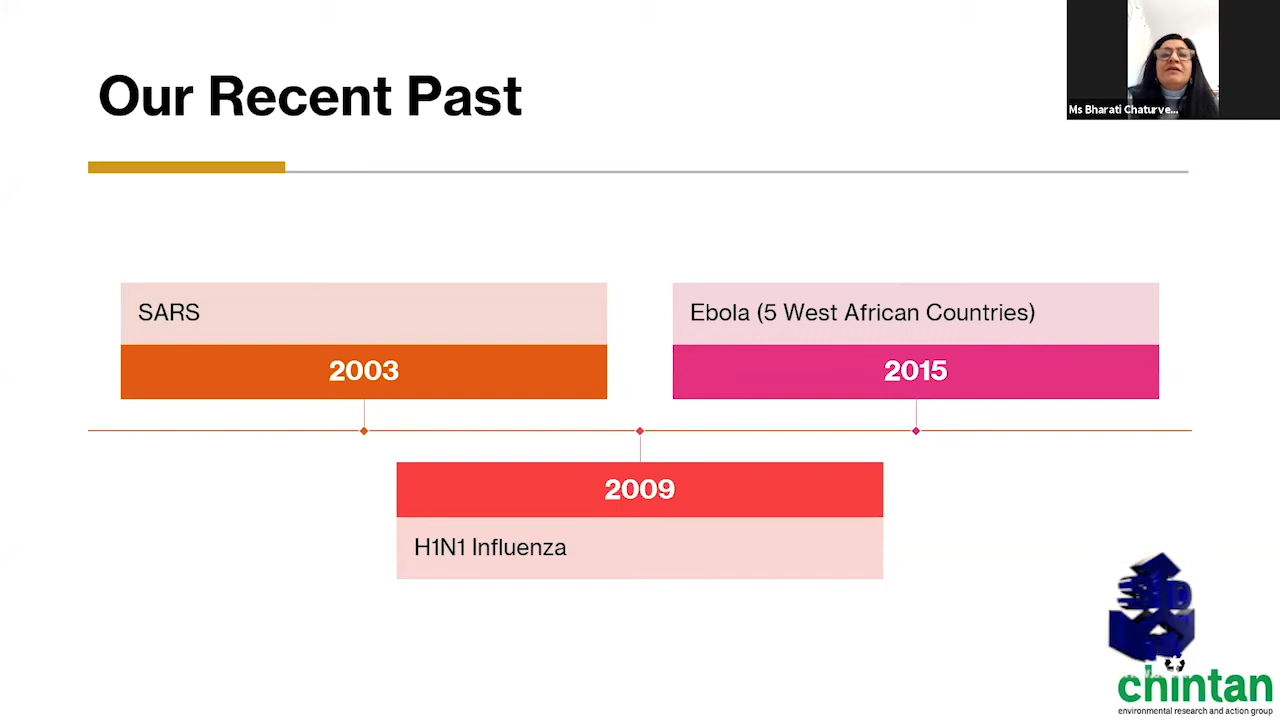 Our Recent Past
Ms Bharati Chaturve...
SARS
2003
Ebola (5 West African Countries)
2015
2009
H1N1 Influenza
chintan
environmental research and action group